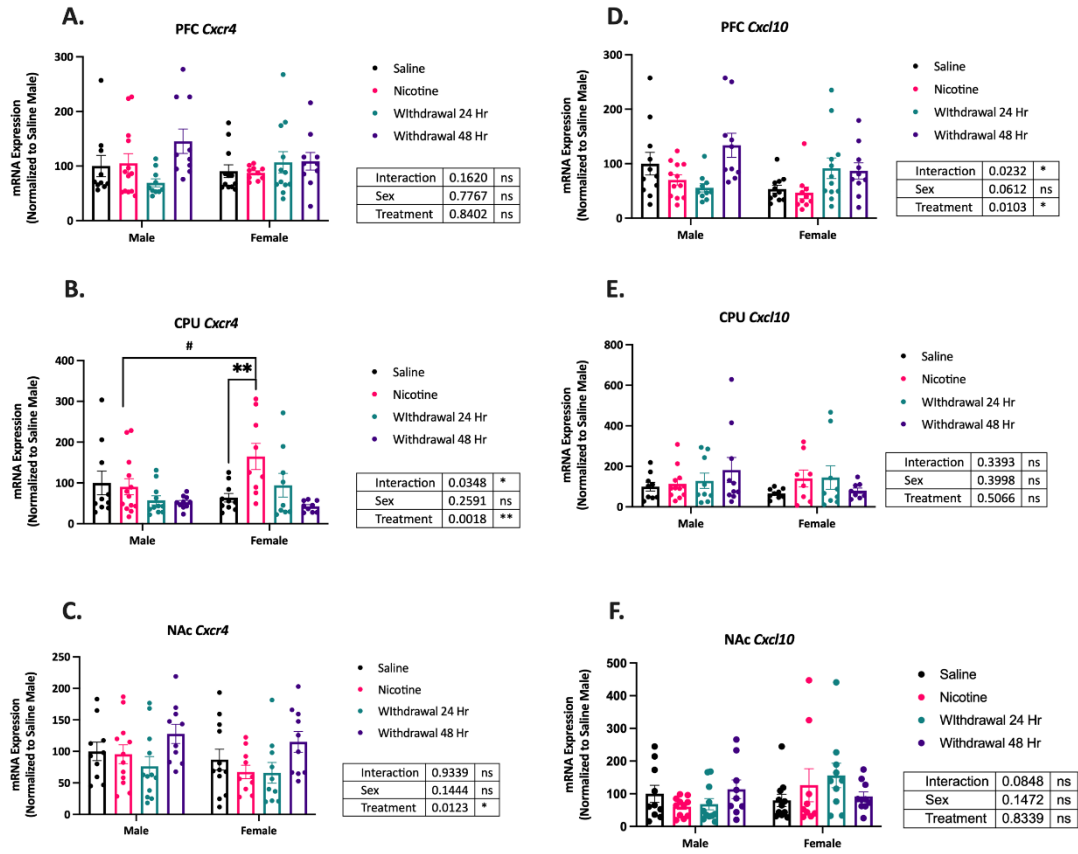 A.
PFC Cxcr4
mRNA Expression
(Normalized to Saline Male)
300
200
100
0
Male
Female
Saline
Nicotine
WIthdrawal 24 Hr
Withdrawal 48 Hr
Interaction 0.1620 ns
Sex 0.7767 ns
Treatment 0.8402 ns
D.
PFC Cxcl10
mRNA Expression
(Normalized to Saline Male)
300
200
100
0
Male
Female
Saline
Nicotine
WIthdrawal 24 Hr
Withdrawal 48 Hr
Interaction 0.0232 *
Sex 0.0612 ns
Treatment 0.0103 *
B.
CPU Cxcr4
mRNA Expression
(Normalized to Saline Male)
400
300
200
100
0
#
**
Male
Female
Saline
Nicotine
WIthdrawal 24 Hr
Withdrawal 48 Hr
Interaction 0.0348 *
Sex 0.2591 ns
Treatment 0.0018 **
E.
CPU Cxcl10
mRNA Expression
(Normalized to Saline Male)
800
600
400
200
0
Male
Female
Saline
Nicotine
WIthdrawal 24 Hr
Withdrawal 48 Hr
Interaction 0.3393 ns
Sex 0.3998 ns
Treatment 0.5066 ns
C.
NAc Cxcr4
mRNA Expression
(Normalized to Saline Male)
250
200
150
100
50
0
Male
Female
Saline
Nicotine
WIthdrawal 24 Hr
Withdrawal 48 Hr
Interaction 0.9339 ns
Sex 0.1444 ns
Treatment 0.0123 *
F.
NAc Cxcl10
mRNA Expression
(Normalized to Saline Male)
500
400
300
200
100
0
Male
Female
Saline
Nicotine
WIthdrawal 24 Hr
Withdrawal 48 Hr
Interaction 0.0848 ns
Sex 0.1472 ns
Treatment 0.8339 ns